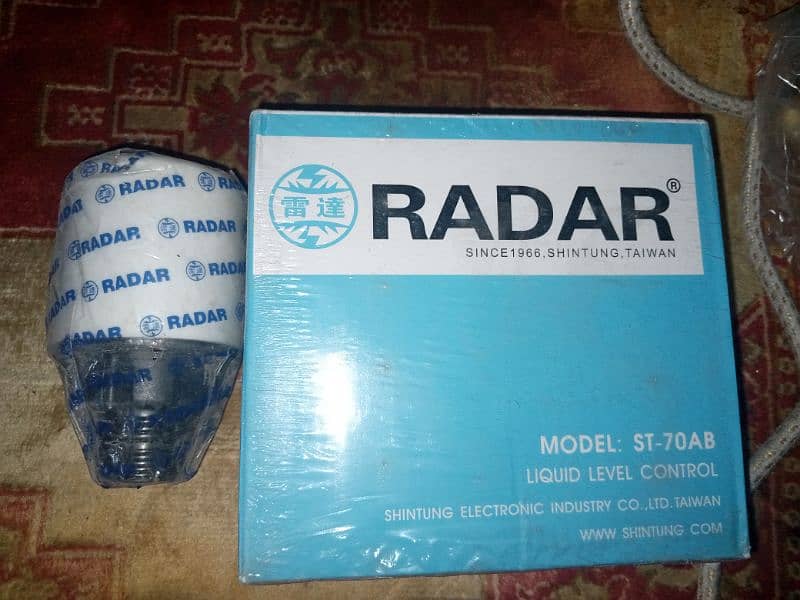 雷達
RADAR®
SINCE1966,SHINTUNG,TAIWAN
MODEL: ST-70AB
LIQUID LEVEL CONTROL
SHINTUNG ELECTRONIC INDUSTRY CO.,LTD.TAIWAN
WWW SHINTUNG COM
RADAR
RADAR
RADAR
RADAR
RADAR
RADAR
RADAR